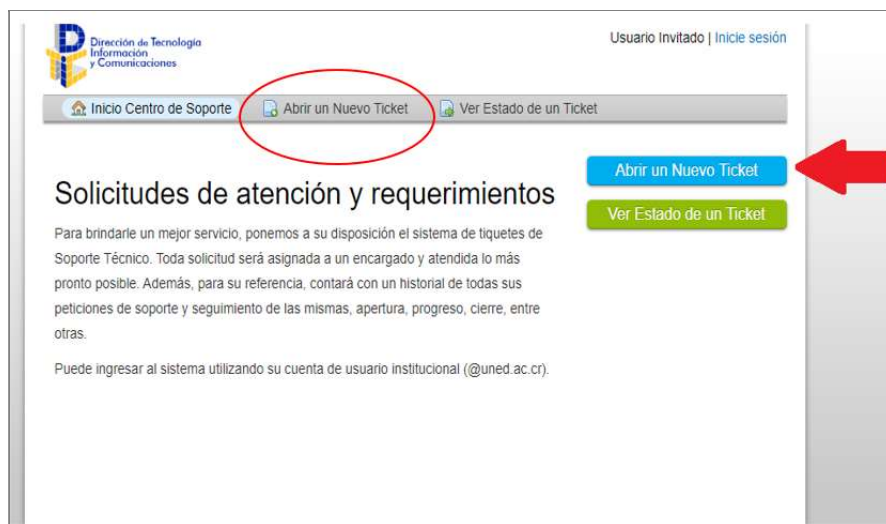 Dirección de Tecnología
Información
y Comunicaciones
Usuario Invitado | Inicie sesión
Inicio Centro de Soporte
Abrir un Nuevo Ticket
Ver Estado de un Ticket
Abrir un Nuevo Ticket
Ver Estado de un Ticket
Solicitudes de atención y requerimientos
Para brindarle un mejor servicio, ponemos a su disposición el sistema de tiquetes de
Soporte Técnico. Toda solicitud será asignada a un encargado y atendida lo más
pronto posible. Además, para su referencia, contará con un historial de todas sus
peticiones de soporte y seguimiento de las mismas, apertura, progreso, cierre, entre
otras.
Puede ingresar al sistema utilizando su cuenta de usuario institucional (@uned.ac.cr).